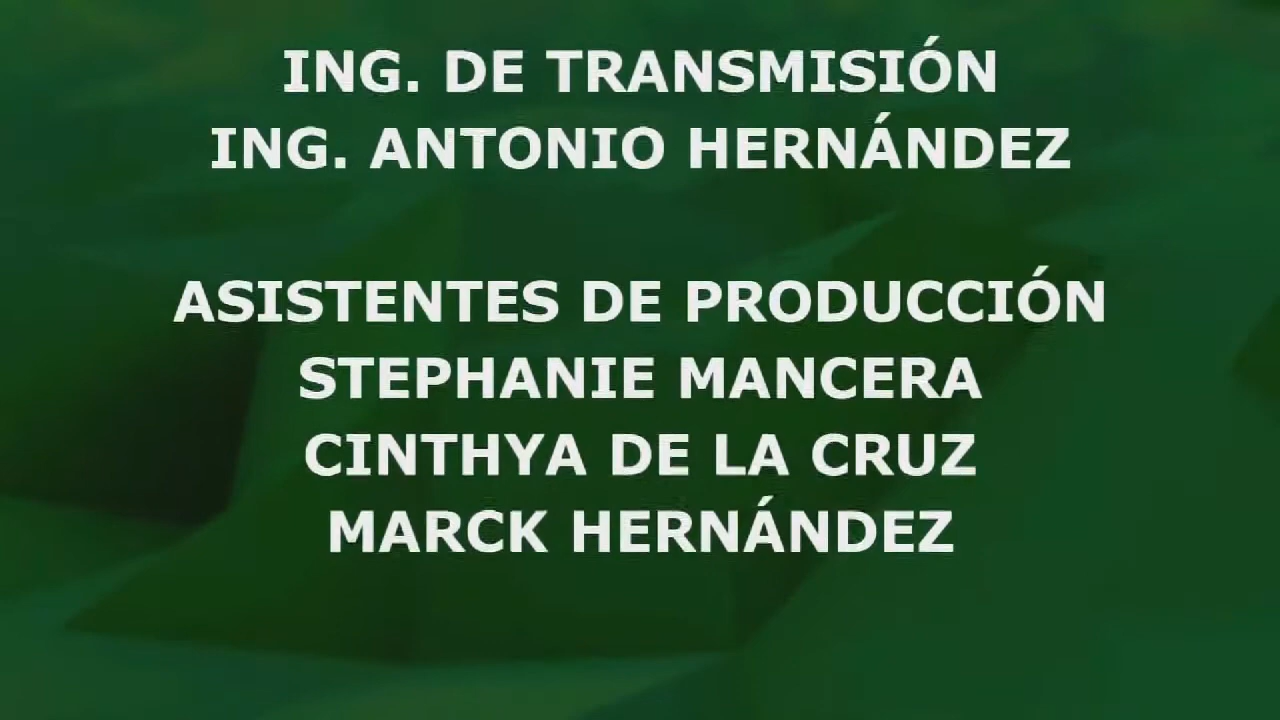 ING. DE TRANSMISIÓN
ING. ANTONIO HERNÁNDEZ
ASISTENTES DE PRODUCCIÓN
STEPHANIE MANCERA
CINTHYA DE LA CRUZ
MARCK HERNÁNDEZ